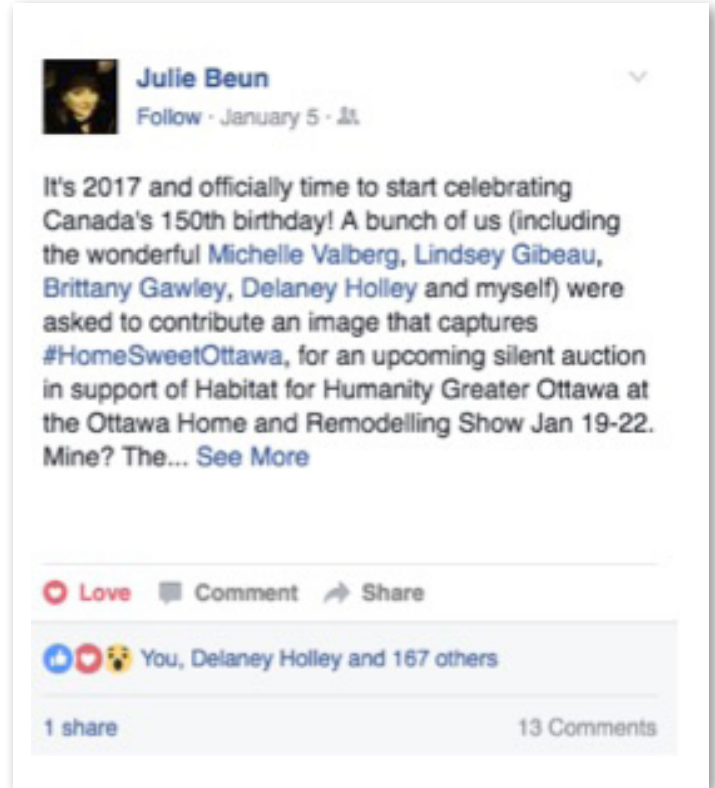 Julie Beun
Follow · January 5 ·
It's 2017 and officially time to start celebrating
Canada's 150th birthday! A bunch of us (including
the wonderful Michelle Valberg, Lindsey Gibeau,
Brittany Gawley, Delaney Holley and myself) were
asked to contribute an image that captures
#HomeSweetOttawa, for an upcoming silent auction
in support of Habitat for Humanity Greater Ottawa at
the Ottawa Home and Remodelling Show Jan 19-22.
Mine? The... See More
Love Comment Share
You, Delaney Holley and 167 others
1 share 13 Comments